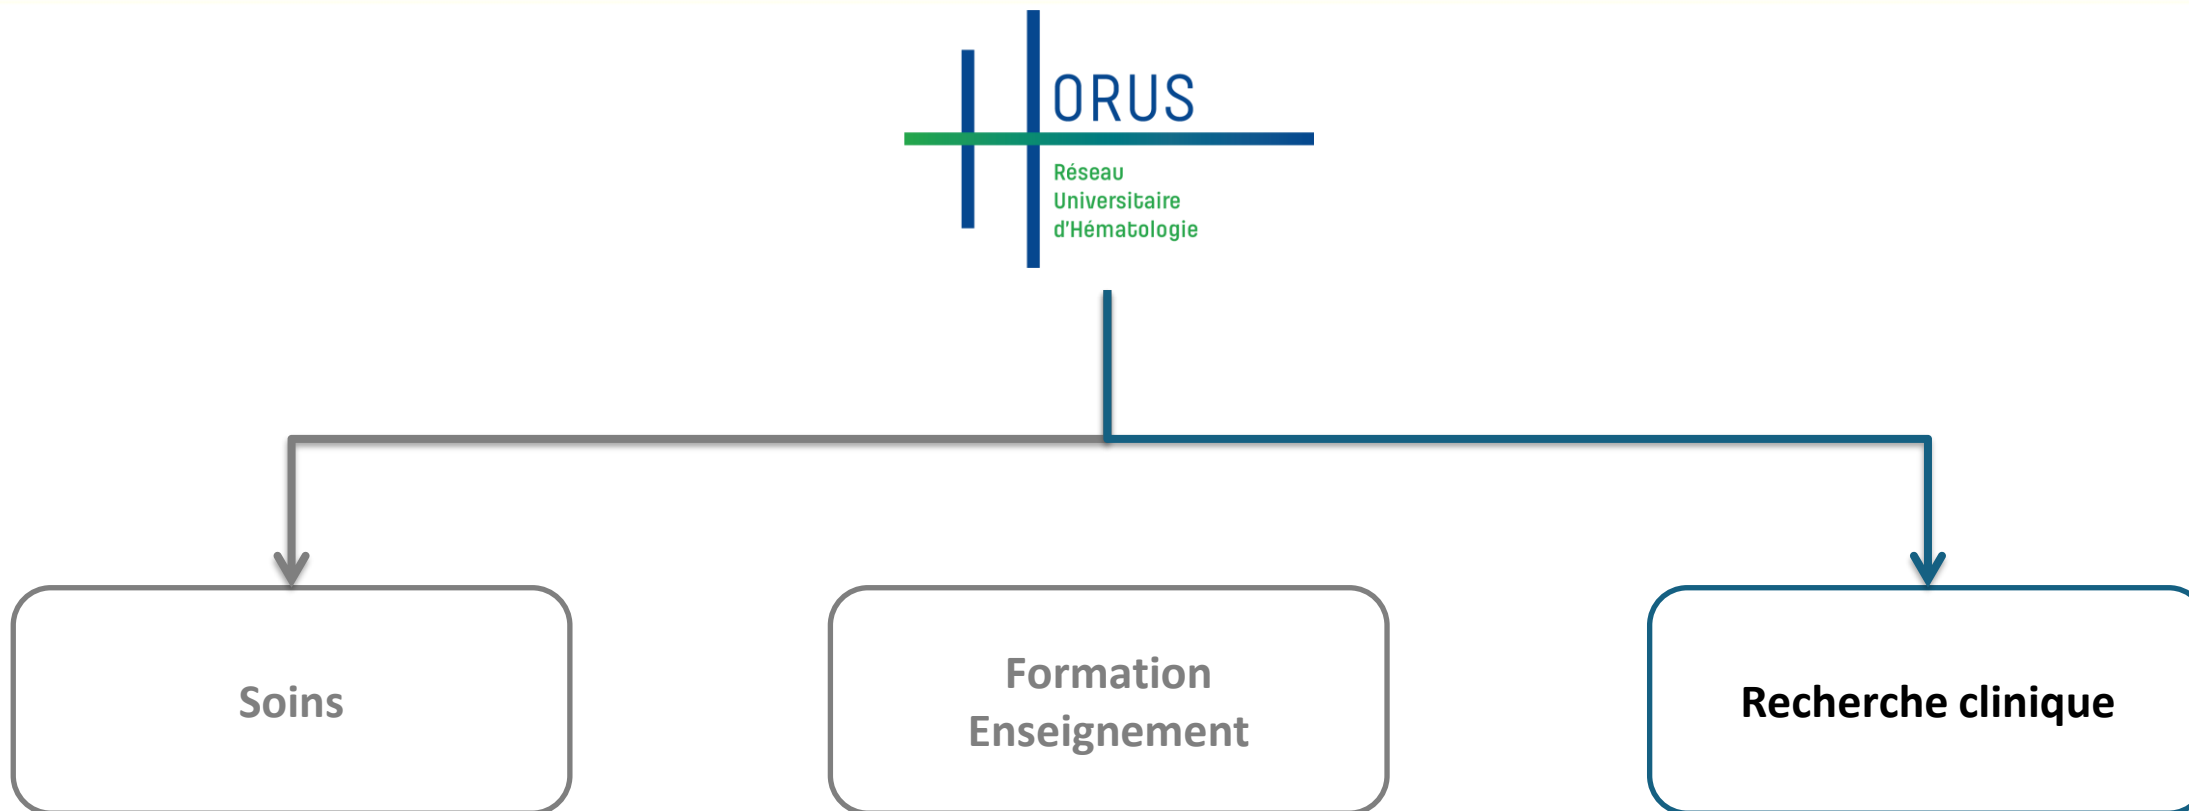 HORUS
Réseau
Universitaire
d'Hématologie
Soins
Formation
Enseignement
Recherche clinique